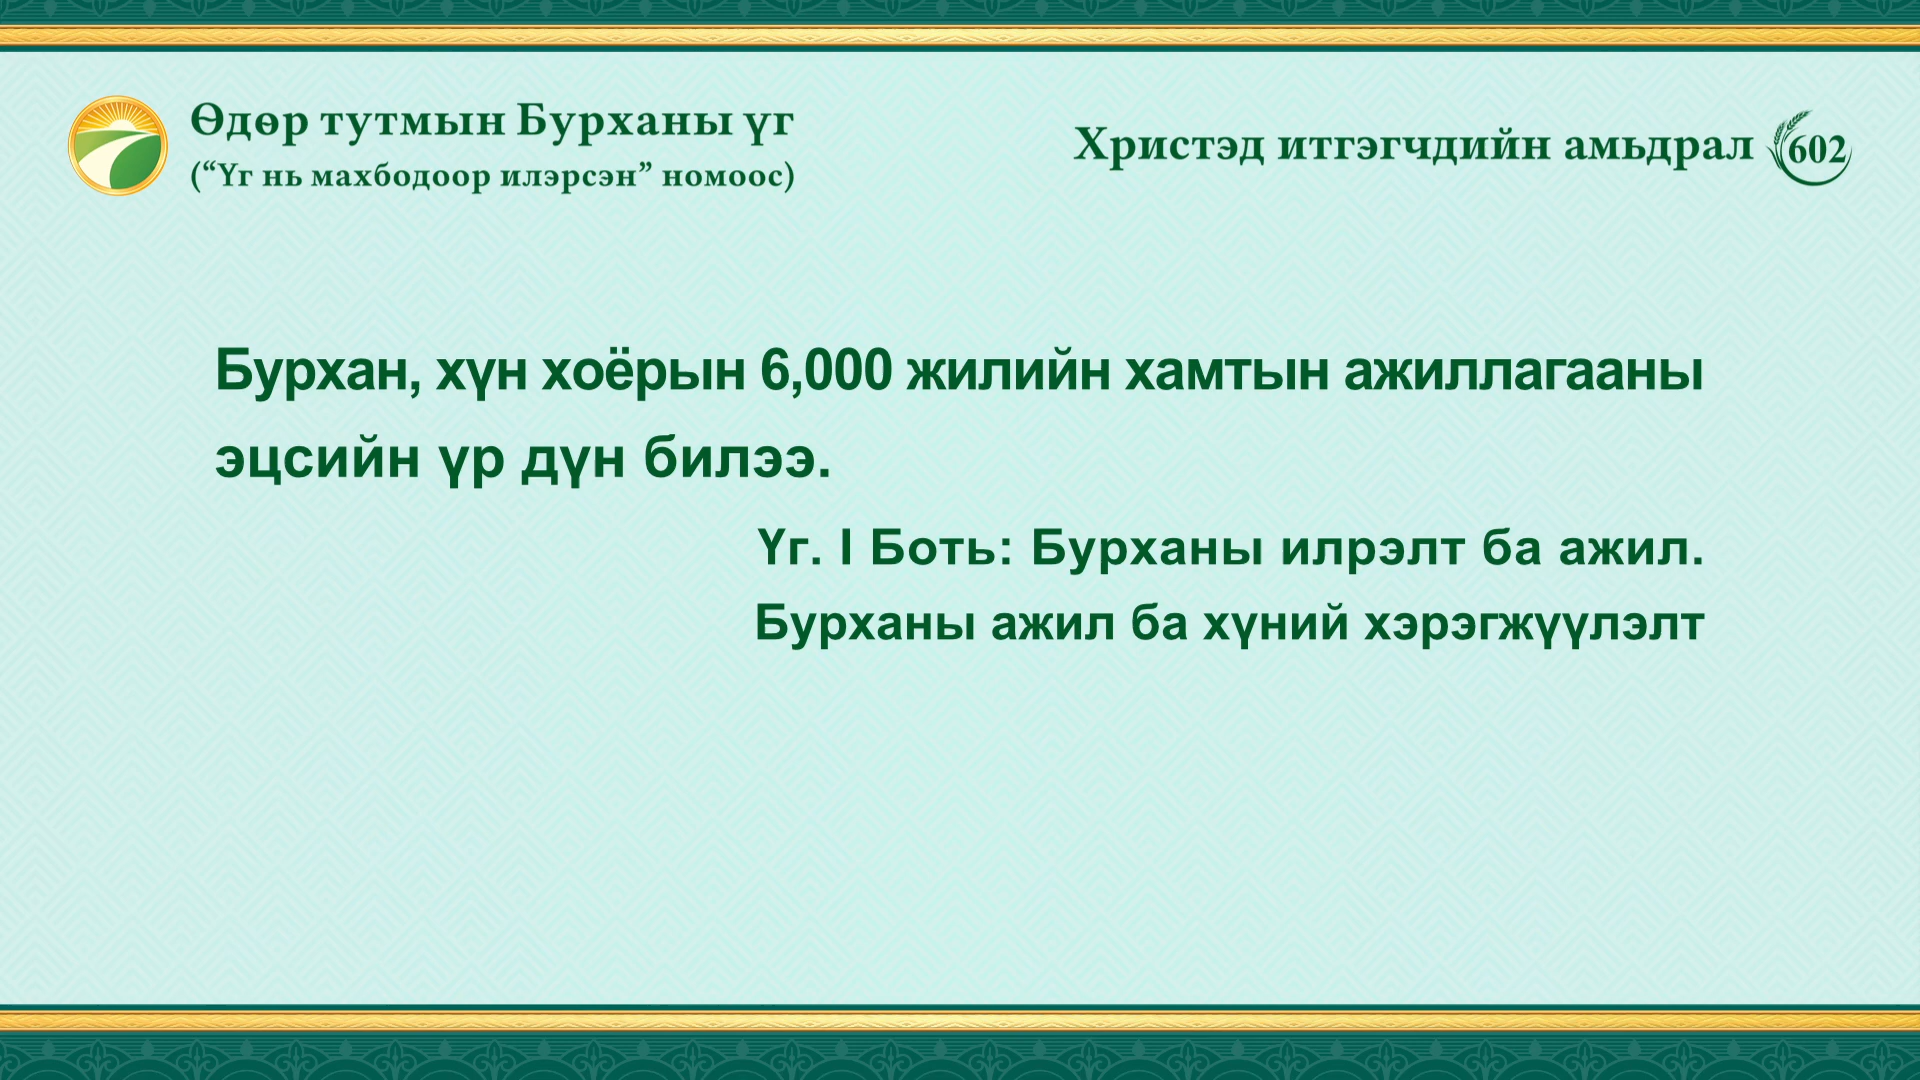 Өдөр тутмын Бурханы үг
(“Үг нь махбодоор илэрсэн” номоос)
Христэд итгэгчдийн амьдрал 602
Бурхан, хүн хоёрын 6,000 жилийн хамтын ажиллагааны
эцсийн үр дүн билээ.
Үг. I Боть: Бурханы илрэлт ба ажил.
Бурханы ажил ба хүний хэрэгжүүлэлт